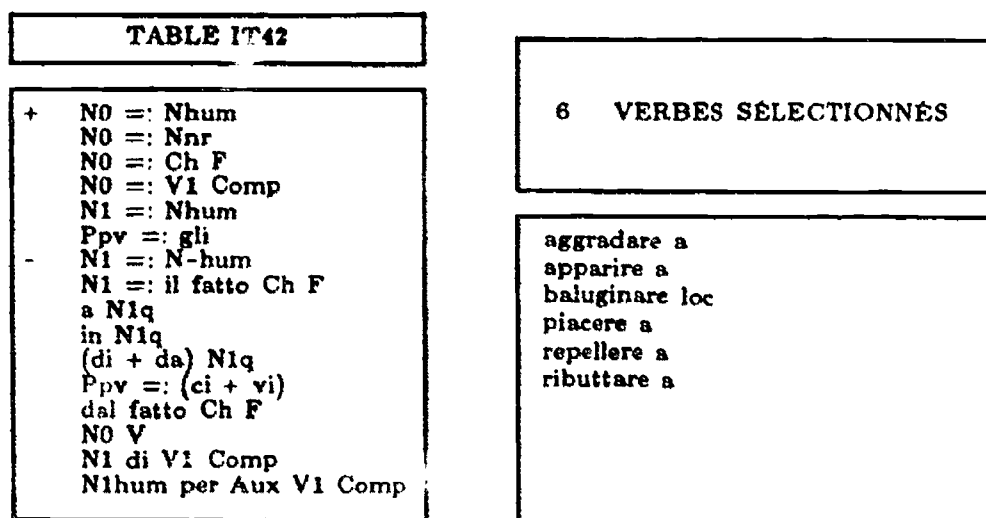 TABLE IT42
+ N0 =: Nhum
N0 =: Nnr
N0 =: Ch F
N0 =: V1 Comp
N1 =: Nhum
Ppv =: gli
- N1 =: N-hum
N1 =: il fatto Ch F
a N1q
in N1q
(di + da) N1q
Ppv =: (ci + vi)
dal fatto Ch F
N0 V
N1 di V1 Comp
N1hum per Aux V1 Comp
6 VERBES SÉLECTIONNÉS
aggradare a
apparire a
baluginare loc
piacere a
repellere a
ributtare a